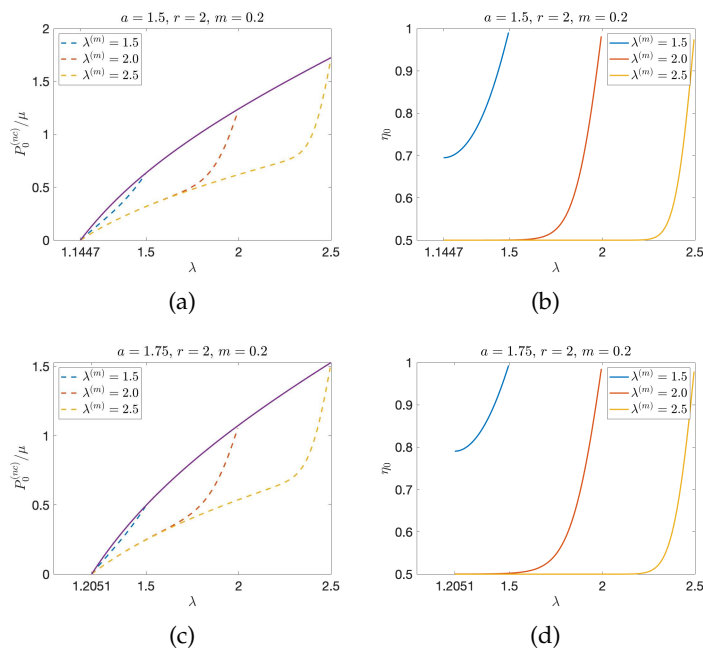 a = 1.5, r = 2, m = 0.2
λ^(m) = 1.5
λ^(m) = 2.0
λ^(m) = 2.5
P_0^(nc)/μ
2
1.5
1
0.5
0
1.1447 1.5 2 2.5
λ
(a)
a = 1.5, r = 2, m = 0.2
λ^(m) = 1.5
λ^(m) = 2.0
λ^(m) = 2.5
η_0
1
0.9
0.8
0.7
0.6
0.5
1.1447 1.5 2 2.5
λ
(b)
a = 1.75, r = 2, m = 0.2
λ^(m) = 1.5
λ^(m) = 2.0
λ^(m) = 2.5
P_0^(nc)/μ
1.5
1
0.5
0
1.2051 1.5 2 2.5
λ
(c)
a = 1.75, r = 2, m = 0.2
λ^(m) = 1.5
λ^(m) = 2.0
λ^(m) = 2.5
η_0
1
0.9
0.8
0.7
0.6
0.5
1.2051 1.5 2 2.5
λ
(d)